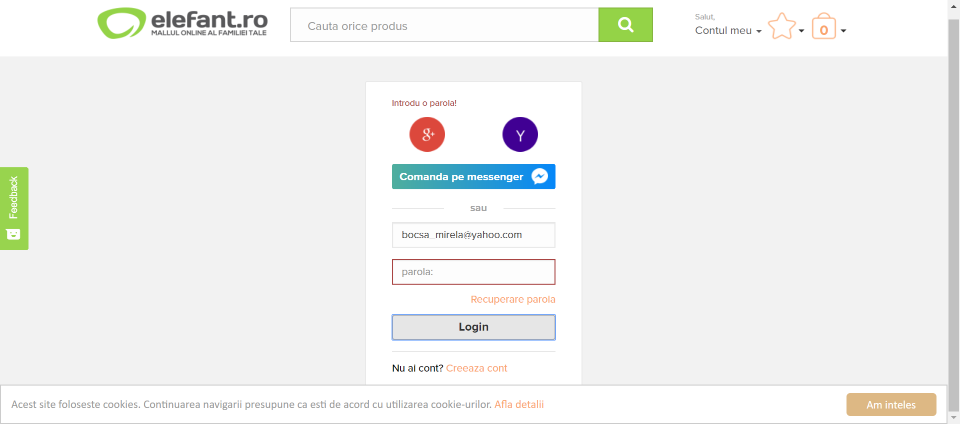 elefant.ro
MALLUL ONLINE AL FAMILIEI TALE
Cauta orice produs
Salut,
Contul meu
0
Introdu o parola!
g+
Y
Comanda pe messenger
sau
bocsa_mirela@yahoo.com
parola:
Recuperare parola
Login
Nu ai cont? Creeaza cont
Feedback
Acest site foloseste cookies. Continuarea navigarii presupune ca esti de acord cu utilizarea cookie-urilor. Afla detalii
Am inteles